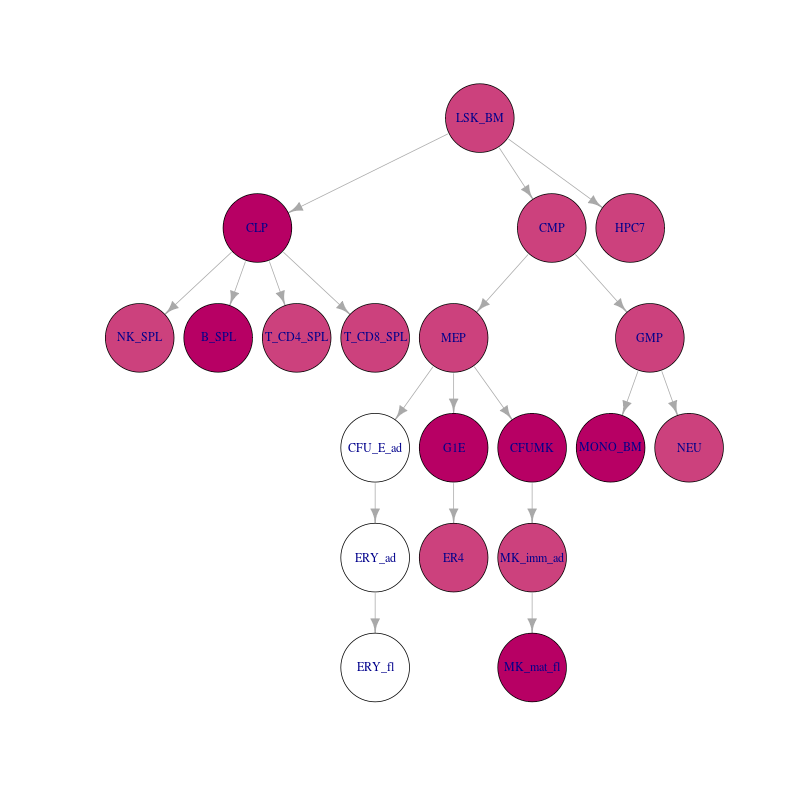 LSK_BM
CLP
CMP
HPC7
NK_SPL
B_SPL
T_CD4_SPL
T_CD8_SPL
MEP
GMP
CFU_E_ad
G1E
CFUMK
MONO_BM
NEU
ERY_ad
ER4
MK_imm_ad
ERY_fl
MK_mat_fl